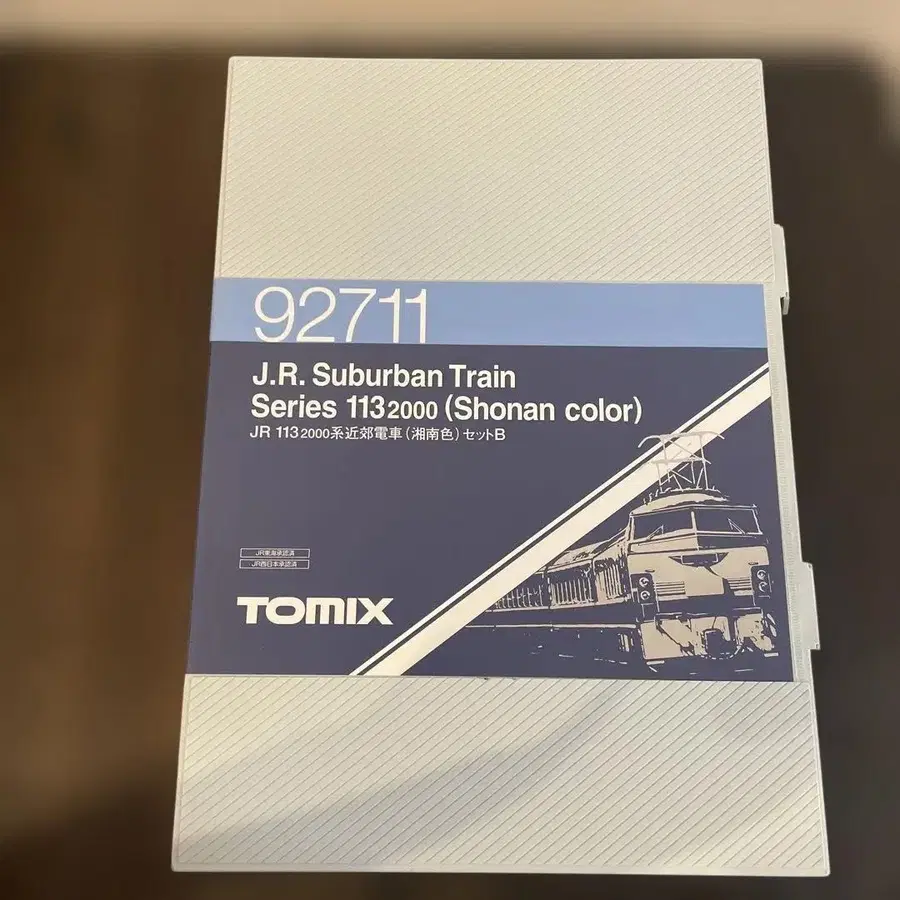 92711
J.R. Suburban Train
Series 113 2000 (Shonan color)
JR 113 2000系近郊電車(湘南色)セットB
JR東海承認済
JR西日本承認済
TOMIX